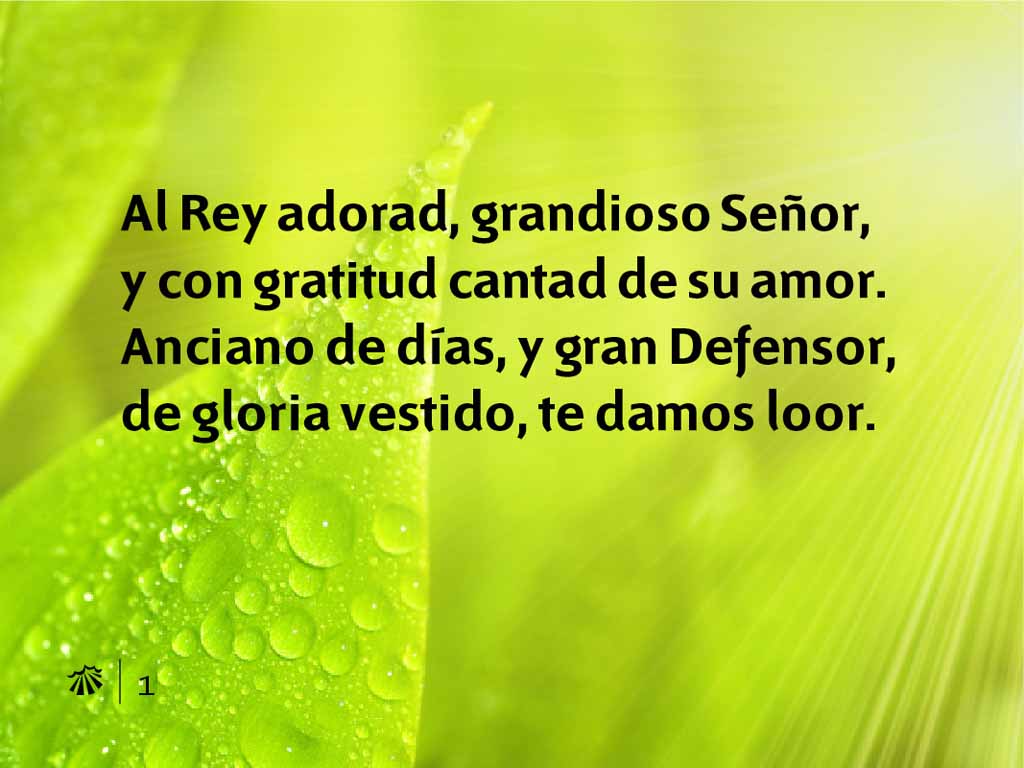 Al Rey adorad, grandioso Señor,
y con gratitud cantad de su amor.
Anciano de días, y gran Defensor,
de gloria vestido, te damos loor.
1